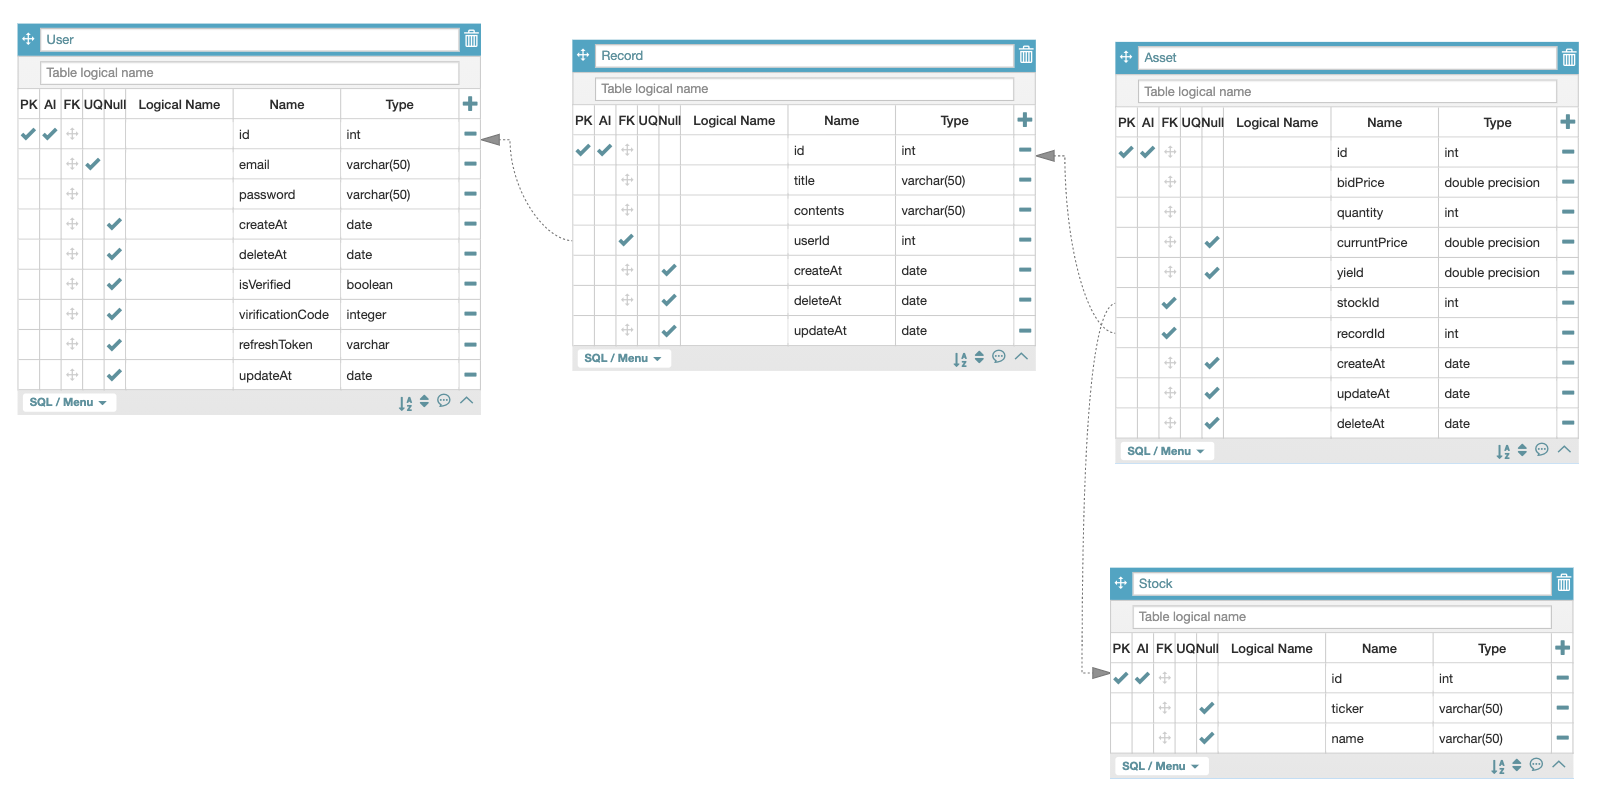 User
Table logical name
PK AI FK UQ Null Logical Name Name Type
id int
email varchar(50)
password varchar(50)
createAt date
deleteAt date
isVerified boolean
virificationCode integer
refreshToken varchar
updateAt date
SQL / Menu
Record
Table logical name
PK AI FK UQ Null Logical Name Name Type
id int
title varchar(50)
contents varchar(50)
userId int
createAt date
deleteAt date
updateAt date
SQL / Menu
Asset
Table logical name
PK AI FK UQ Null Logical Name Name Type
id int
bidPrice double precision
quantity int
curruntPrice double precision
yield double precision
stockId int
recordId int
createAt date
updateAt date
deleteAt date
SQL / Menu
Stock
Table logical name
PK AI FK UQ Null Logical Name Name Type
id int
ticker varchar(50)
name varchar(50)
SQL / Menu